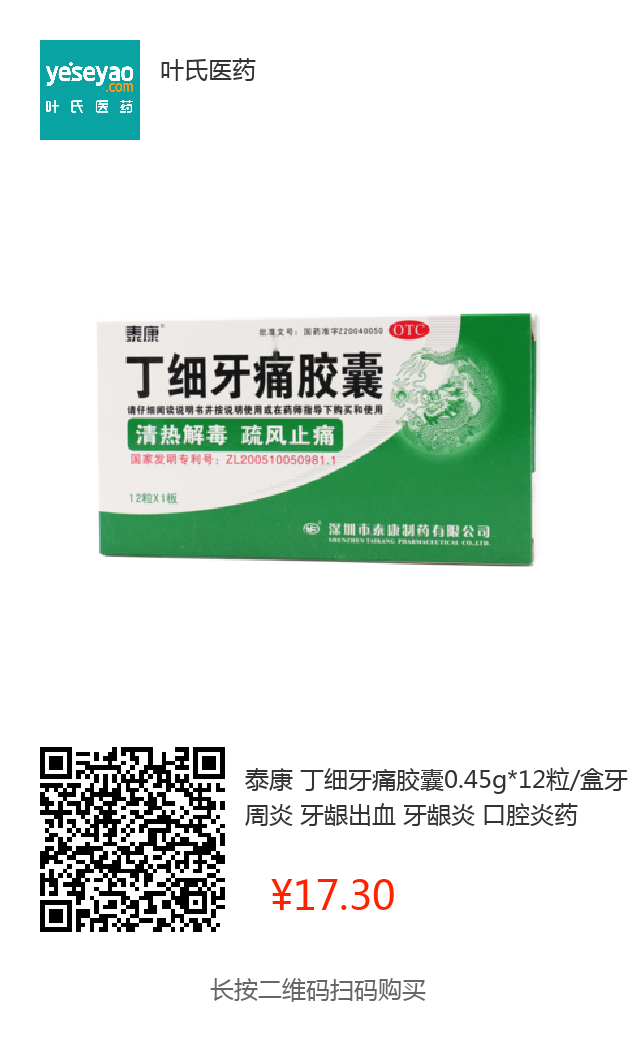 yeseyao
.com
叶氏医药
叶氏医药
泰康®
批准文号：国药准字Z20040050
OTC
丁细牙痛胶囊
请仔细阅读说明书并按说明使用或在药师指导下购买和使用
清热解毒 疏风止痛
国家发明专利号：ZL200510050981.1
12粒X1板
深圳市泰康制药有限公司
SHENZHEN TAIKANG PHARMACEUTICAL CO.,LTD.
泰康 丁细牙痛胶囊0.45g*12粒/盒牙
周炎 牙龈出血 牙龈炎 口腔炎药
¥17.30
长按二维码扫码购买